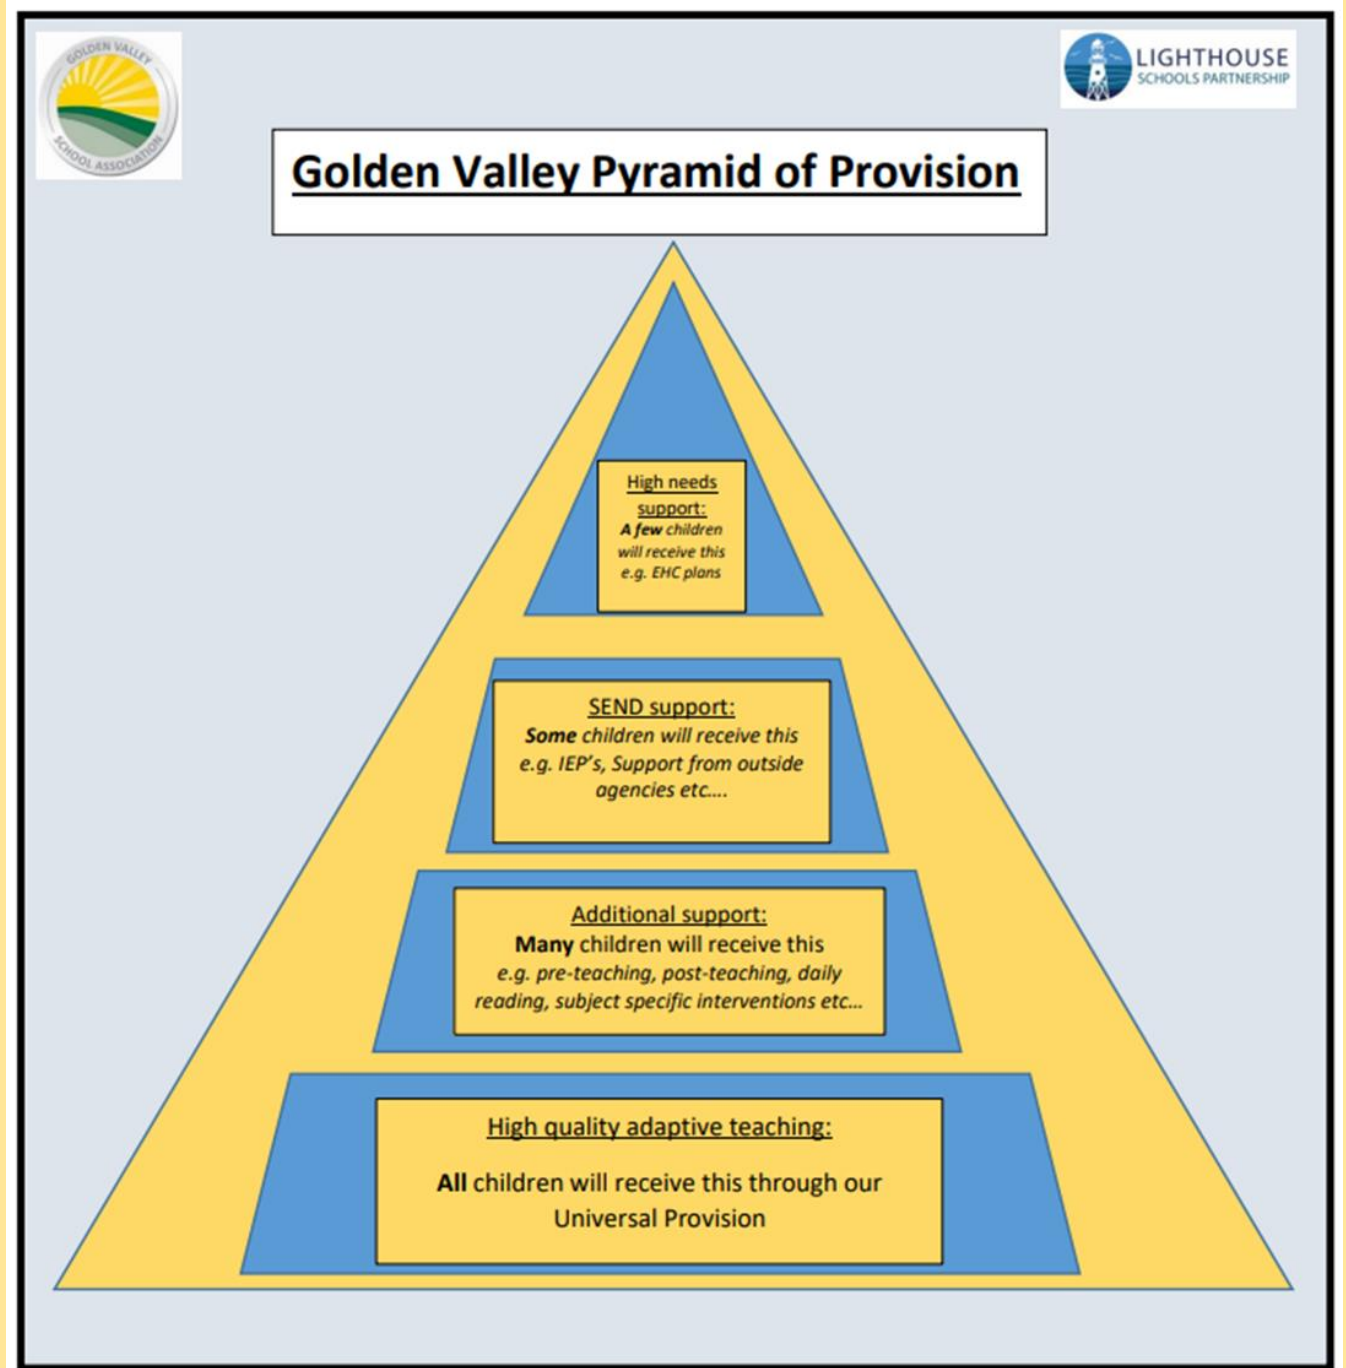 GOLDEN VALLEY
SCHOOL ASSOCIATION
LIGHTHOUSE
SCHOOLS PARTNERSHIP
Golden Valley Pyramid of Provision
High needs
support:
A few children
will receive this
e.g. EHC plans
SEND support:
Some children will receive this
e.g. IEP's, Support from outside
agencies etc....
Additional support:
Many children will receive this
e.g. pre-teaching, post-teaching, daily
reading, subject specific interventions etc...
High quality adaptive teaching:
All children will receive this through our
Universal Provision